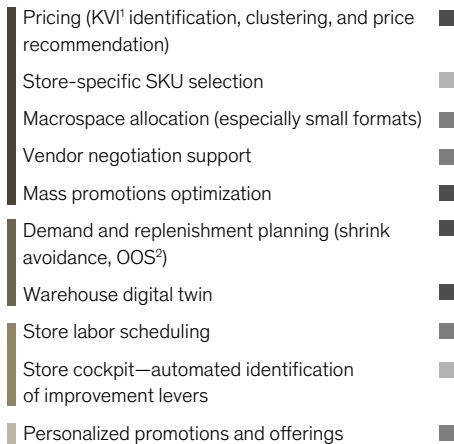 Pricing (KVI¹ identification, clustering, and price
recommendation)
Store-specific SKU selection
Macrospace allocation (especially small formats)
Vendor negotiation support
Mass promotions optimization
Demand and replenishment planning (shrink
avoidance, OOS²)
Warehouse digital twin
Store labor scheduling
Store cockpit—automated identification
of improvement levers
Personalized promotions and offerings